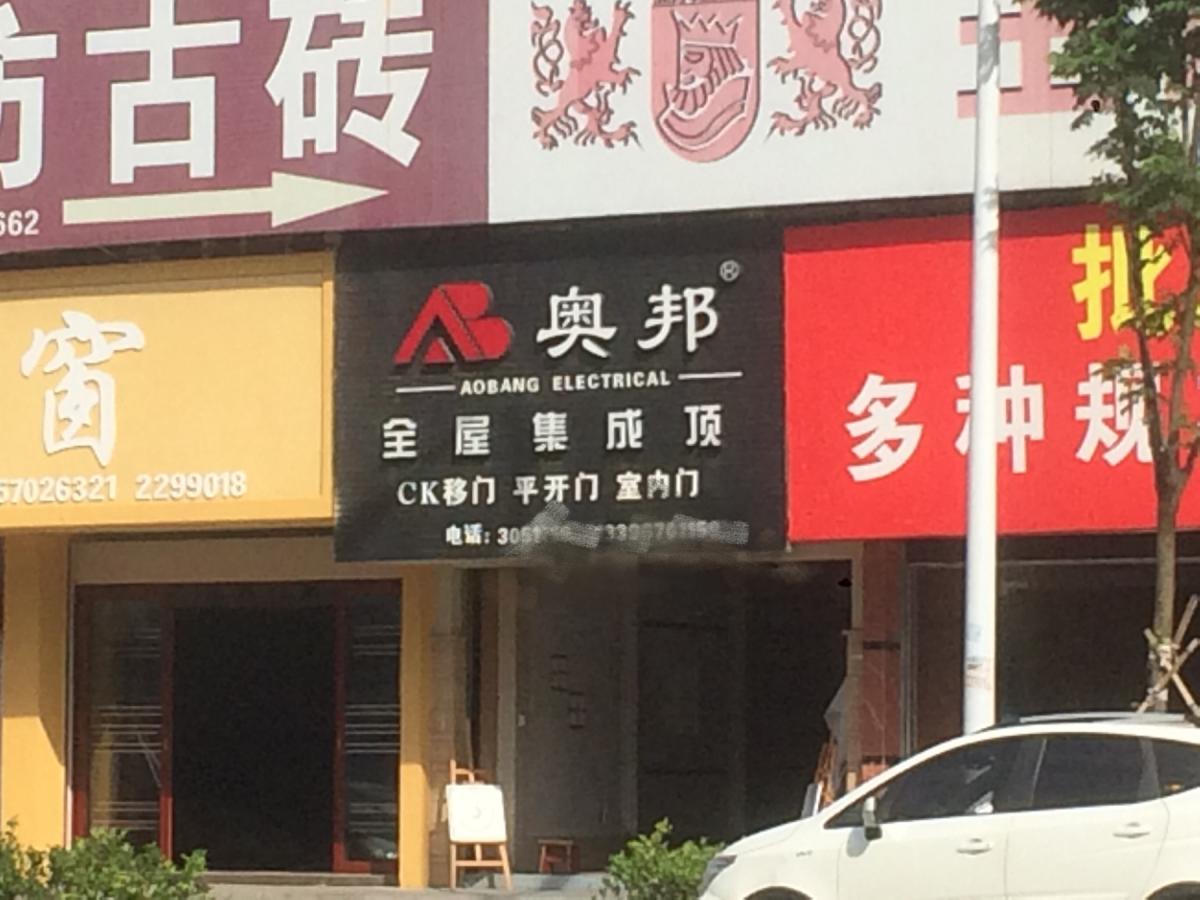 古砖
662
窗
57026321 2299018
奥邦®
AOBANG ELECTRICAL
全屋集成顶
CK移门 平开门 室内门
电话:
批
多种规